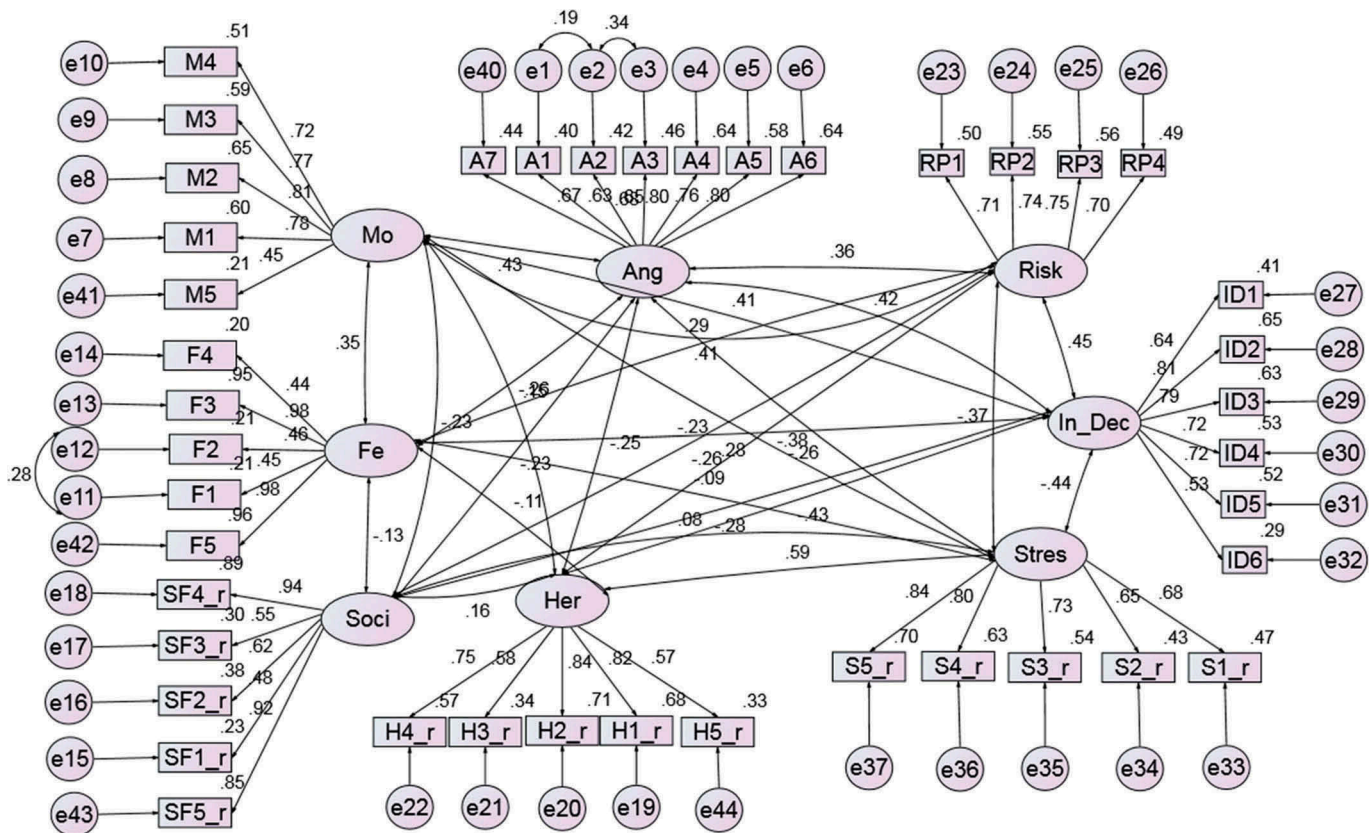 .19 .34
.51
e10 M4
e40 e1 e2 e3 e4 e5 e6
e23 e24 e25 e26
.59
e9 M3 .72
.44 .40 .42 .46 .64 .58 .64
.50 .55 .56 .49
.65 .77
A7 A1 A2 A3 A4 A5 A6
RP1 RP2 RP3 RP4
e8 M2 .81
.67 .63 .80 .76 .80
.71 .74 .75 .70
.60 .78
e7 M1 Mo
.21 .45
.43 Ang .36 Risk
e41 M5
.41 .42
.41
ID1 e27
.20
.35 .29 .45
.64 .65
e14 F4
.41
.81 ID2 e28
.95 .44
.79 .63
e13 F3 .98
-.26
ID3 e29
.21 .46
-.23 -.23 -.37
In_Dec .72 .53
e12 F2 Fe
-.25 -.38
ID4 e30
.28
.21 .45
-.23 -.26 -.28 -.26
.72 .52
e11 F1 .98
-.11 -.09 -.44
.53 ID5 e31
.96
-.13 .08 -.28 .43
.29
e42 F5
ID6 e32
.89
.59 Stres
e18 SF4_r .94
Soci .16 Her
.84 .80 .73 .65 .68
.30 .55
e17 SF3_r .62
.70 .63 .54 .43 .47
.38 .48
.75 .58 .84 .82 .57
S5_r S4_r S3_r S2_r S1_r
e16 SF2_r .92
.57 .34 .71 .68 .33
.23
H4_r H3_r H2_r H1_r H5_r
e15 SF1_r
e37 e36 e35 e34 e33
.85
e43 SF5_r
e22 e21 e20 e19 e44